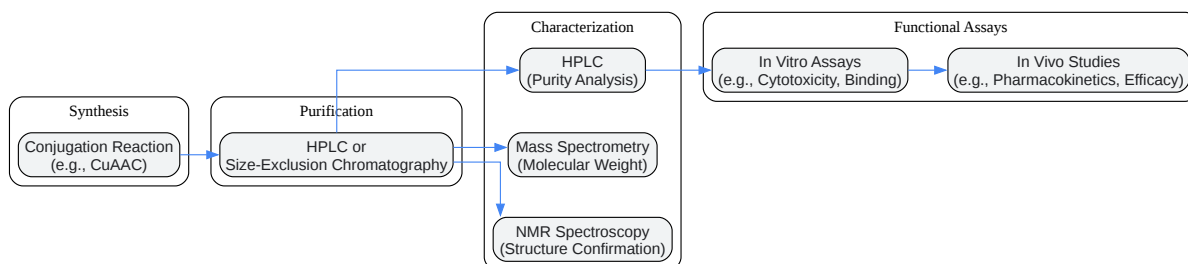 Synthesis
Conjugation Reaction
(e.g., CuAAC)
Purification
HPLC or
Size-Exclusion Chromatography
Characterization
HPLC
(Purity Analysis)
Mass Spectrometry
(Molecular Weight)
NMR Spectroscopy
(Structure Confirmation)
Functional Assays
In Vitro Assays
(e.g., Cytotoxicity, Binding)
In Vivo Studies
(e.g., Pharmacokinetics, Efficacy)